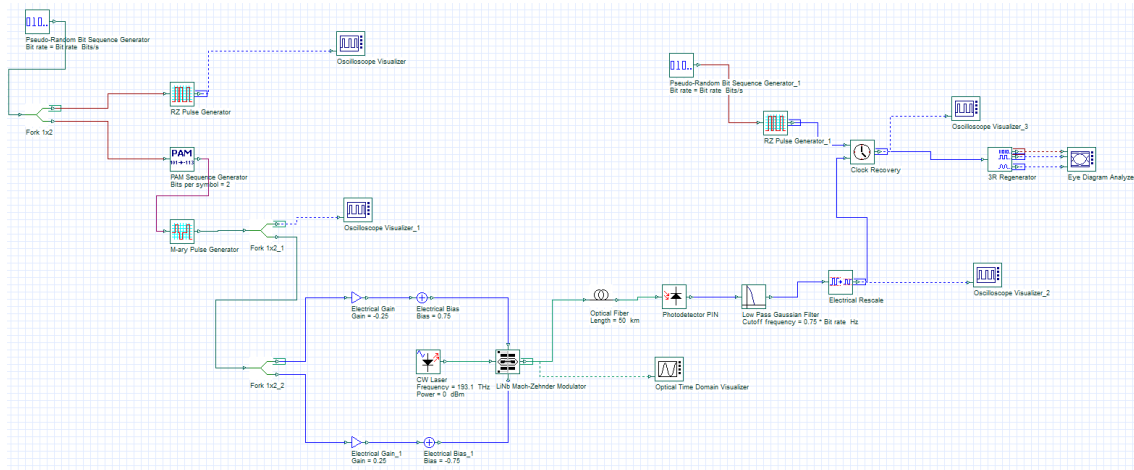 Pseudo-Random Bit Sequence Generator
Bit rate = Bit rate Bits/s
Oscilloscope Visualizer
RZ Pulse Generator
Fork 1x2
PAM
101 113
PAM Sequence Generator
Bits per symbol = 2
M-ary Pulse Generator
Fork 1x2_1
Oscilloscope Visualizer_1
Fork 1x2_2
Electrical Gain
Gain = -0.25
Electrical Bias
Bias = 0.75
CW Laser
Frequency = 193.1 THz
Power = 0 dBm
LiNb Mach-Zehnder Modulator
Electrical Gain_1
Gain = 0.25
Electrical Bias_1
Bias = -0.75
Optical Fiber
Length = 50 km
Photodetector PIN
Low Pass Gaussian Filter
Cutoff frequency = 0.75 * Bit rate Hz
Electrical Rescale
Oscilloscope Visualizer_2
Optical Time Domain Visualizer
Pseudo-Random Bit Sequence Generator_1
Bit rate = Bit rate Bits/s
RZ Pulse Generator_1
Clock Recovery
Oscilloscope Visualizer_3
3R Regenerator
Eye Diagram Analyze